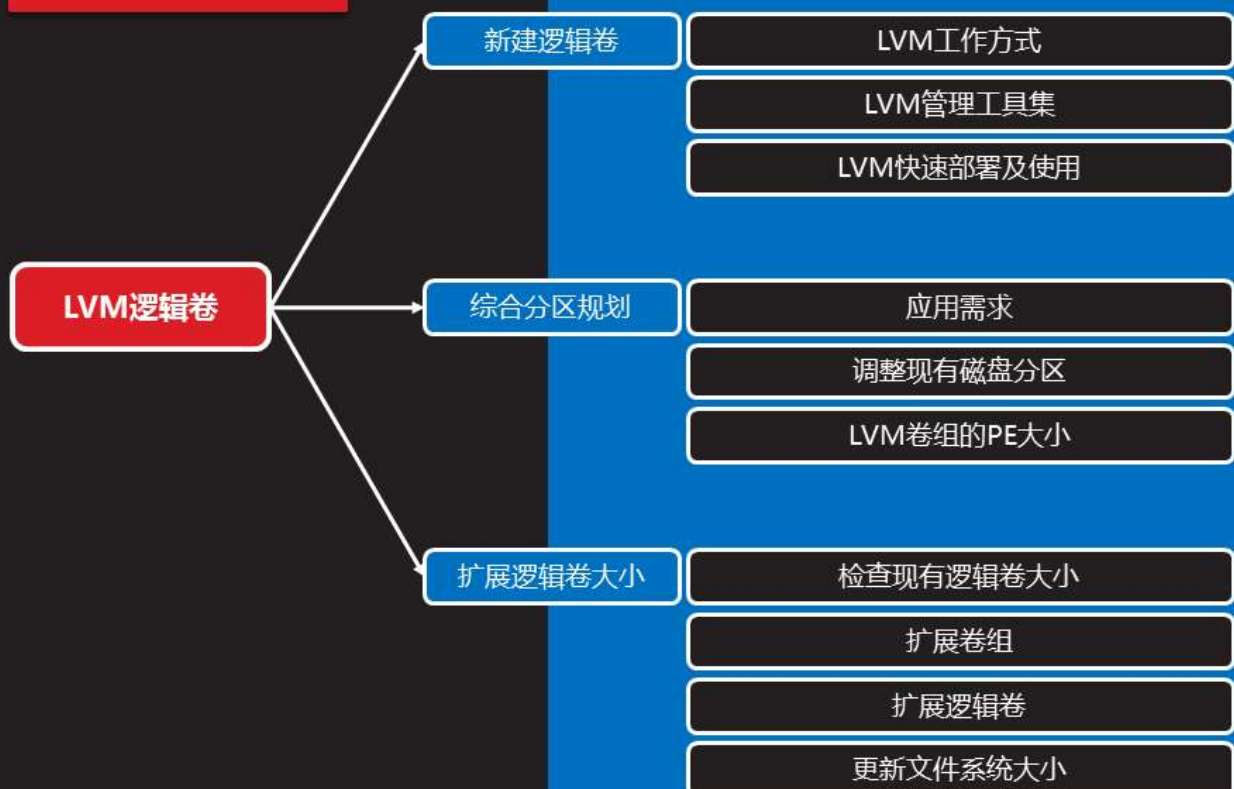 LVM逻辑卷
新建逻辑卷
LVM工作方式
LVM管理工具集
LVM快速部署及使用
综合分区规划
应用需求
调整现有磁盘分区
LVM卷组的PE大小
扩展逻辑卷大小
检查现有逻辑卷大小
扩展卷组
扩展逻辑卷
更新文件系统大小